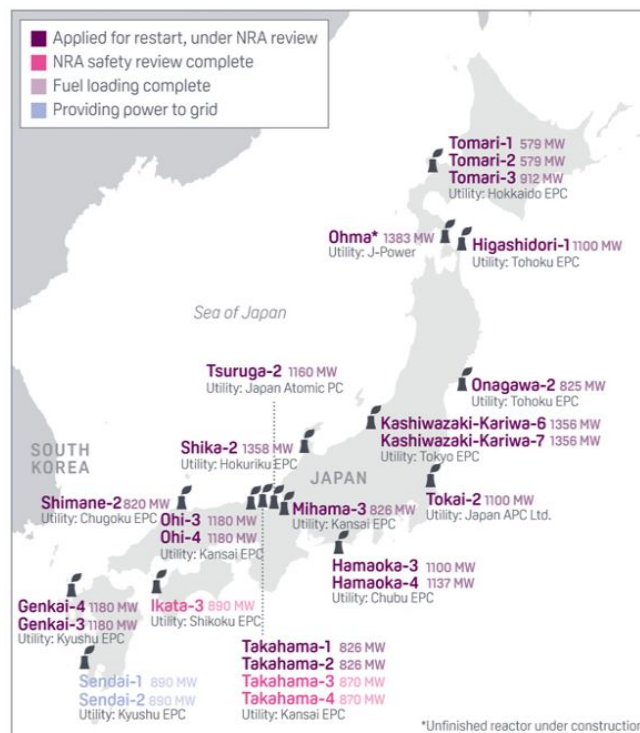 Applied for restart, under NRA review
NRA safety review complete
Fuel loading complete
Providing power to grid
Tomari-1 579 MW
Tomari-2 579 MW
Tomari-3 912 MW
Utility: Hokkaido EPC
Ohma* 1383 MW
Utility: J-Power
Higashidori-1 1100 MW
Utility: Tohoku EPC
Sea of Japan
Tsuruga-2 1160 MW
Utility: Japan Atomic PC
Onagawa-2 825 MW
Utility: Tohoku EPC
Kashiwazaki-Kariwa-6 1356 MW
Kashiwazaki-Kariwa-7 1356 MW
Utility: Tokyo EPC
SOUTH
KOREA
Shika-2 1358 MW
Utility: Hokuriku EPC
JAPAN
Shimane-2 820 MW
Utility: Chugoku EPC
Ohi-3 1180 MW
Ohi-4 1180 MW
Utility: Kansai EPC
Mihama-3 826 MW
Utility: Kansai EPC
Tokai-2 1100 MW
Utility: Japan APC Ltd.
Hamaoka-3 1100 MW
Hamaoka-4 1137 MW
Utility: Chubu EPC
Genkai-4 1180 MW
Genkai-3 1180 MW
Utility: Kyushu EPC
Ikata-3 890 MW
Utility: Shikoku EPC
Takahama-1 826 MW
Takahama-2 826 MW
Takahama-3 870 MW
Takahama-4 870 MW
Utility: Kansai EPC
Sendai-1 890 MW
Sendai-2 890 MW
Utility: Kyushu EPC
*Unfinished reactor under construction